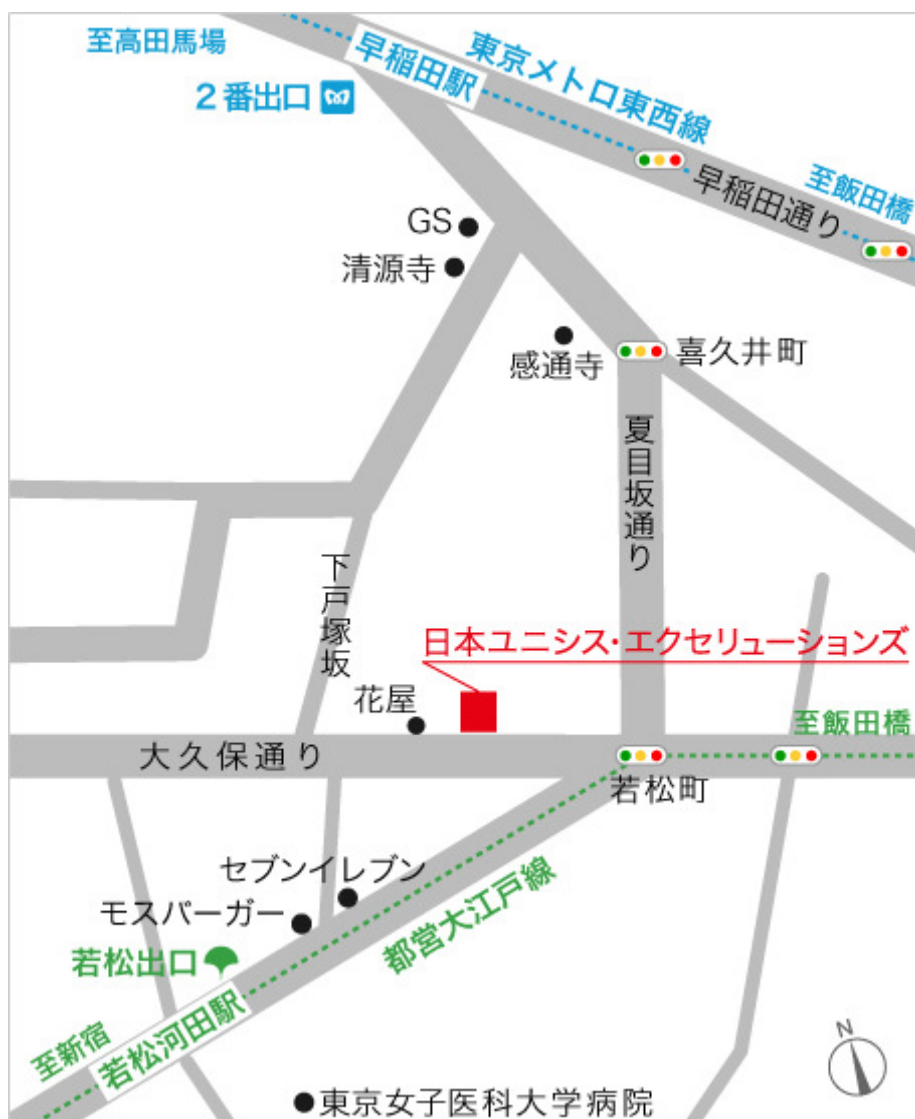 至高田馬場
早稲田駅
東京メトロ東西線
2番出口
至飯田橋
早稲田通り
GS
清源寺
感通寺
喜久井町
夏目坂通り
下戸塚坂
日本ユニシス・エクセリューションズ
花屋
至飯田橋
大久保通り
若松町
セブンイレブン
モスバーガー
都営大江戸線
若松出口
若松河田駅
至新宿
N
東京女子医科大学病院